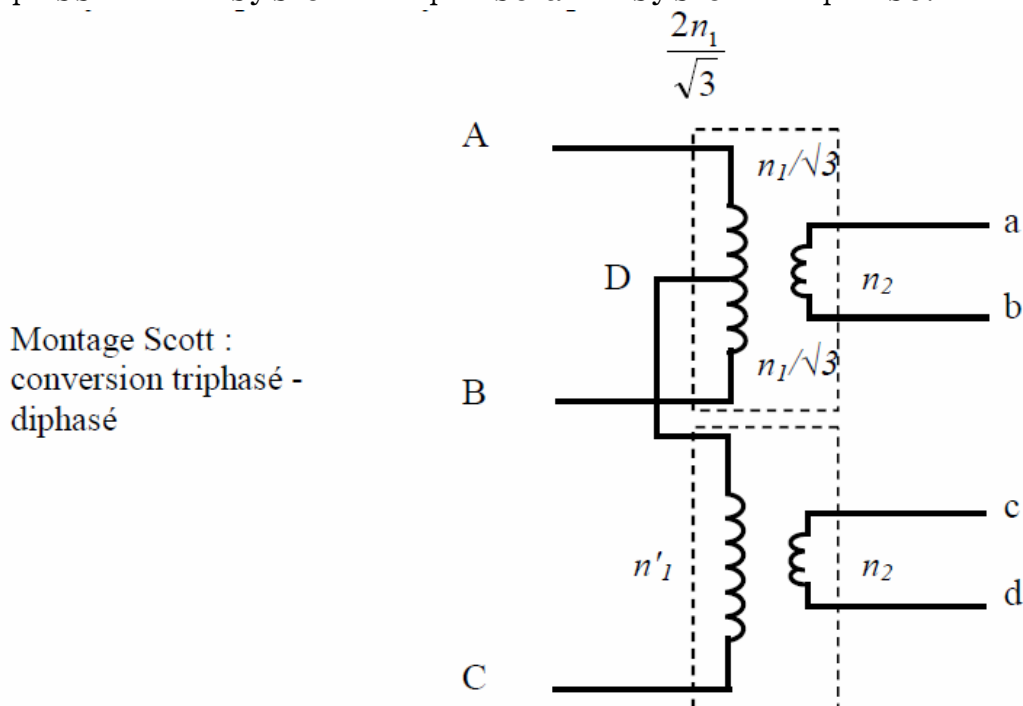 2n₁
√3
A
n₁/√3
a
D
n₂
b
Montage Scott :
conversion triphasé -
diphasé
n₁/√3
B
c
n'₁
n₂
d
C